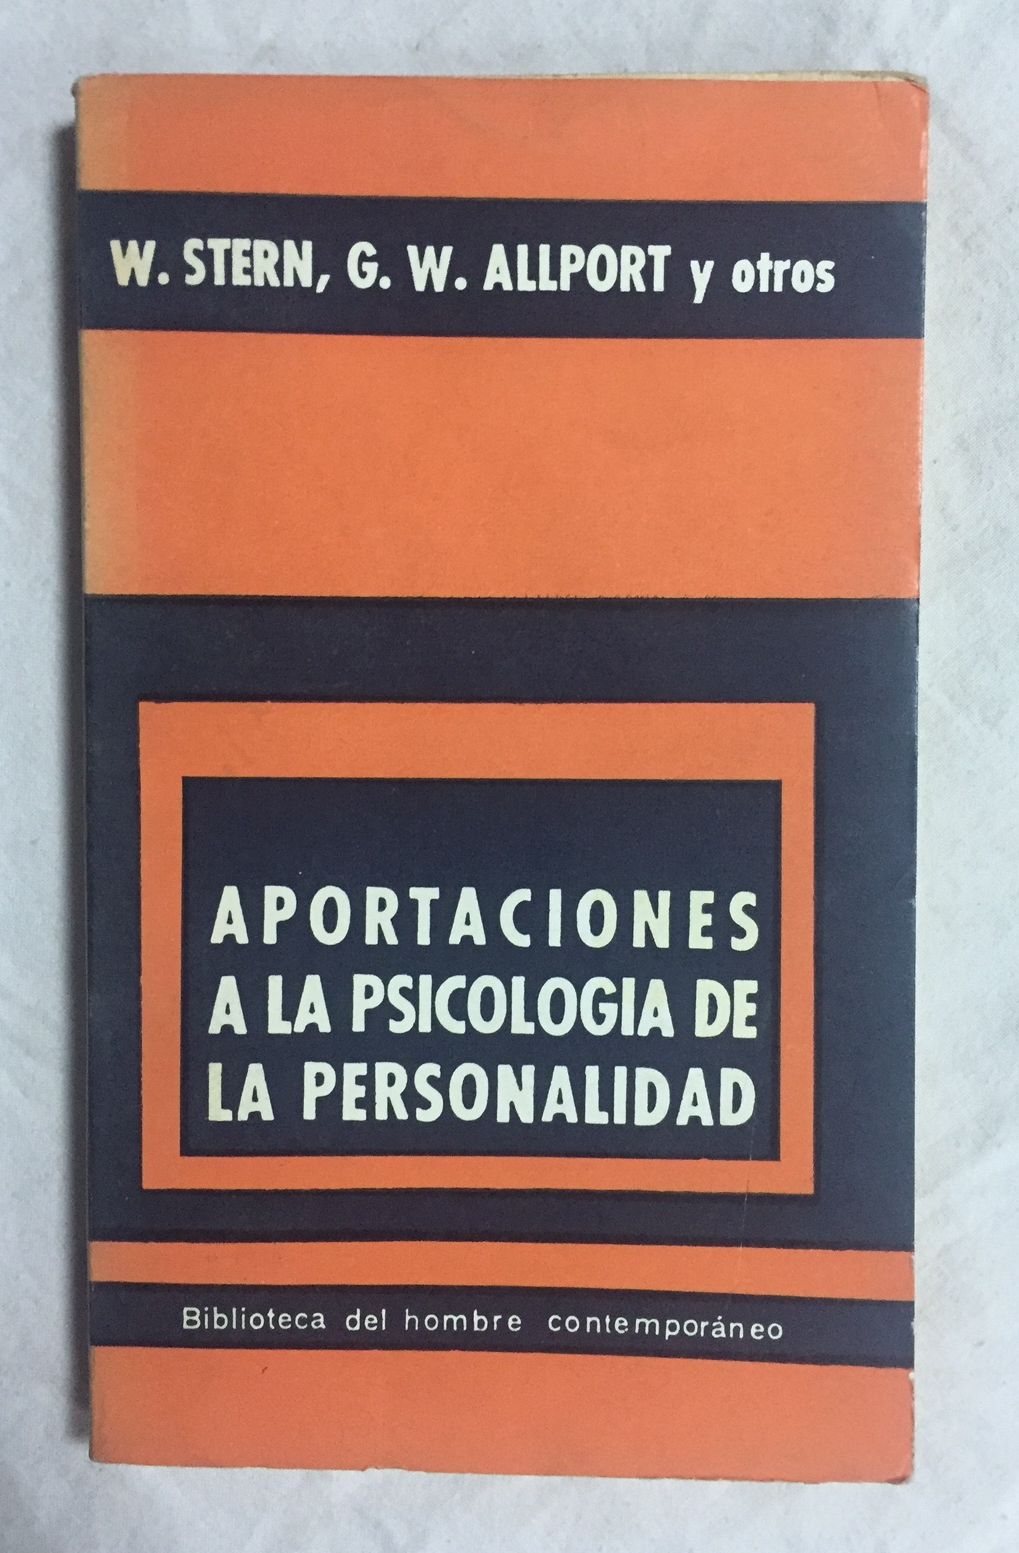 W. STERN, G. W. ALLPORT y otros
APORTACIONES
A LA PSICOLOGIA DE
LA PERSONALIDAD
Biblioteca del hombre contemporáneo